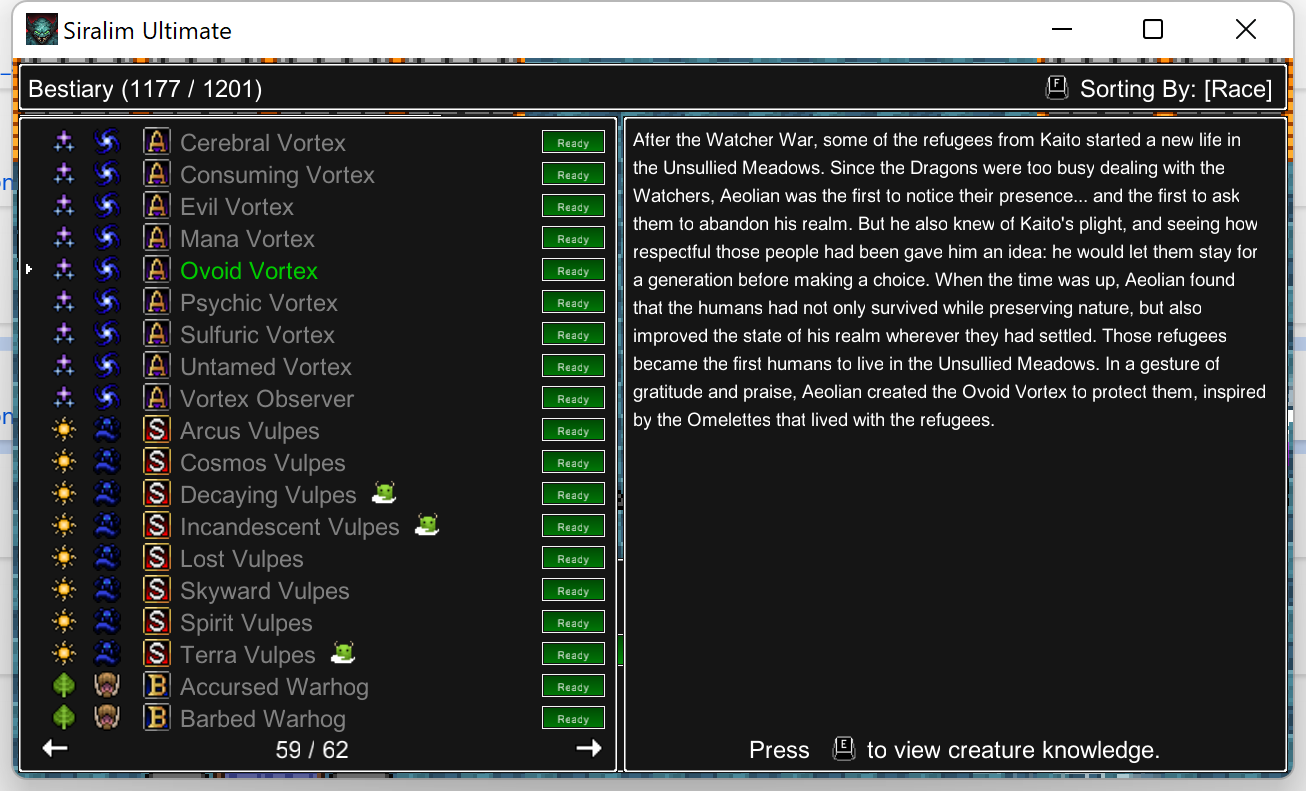 Siralim Ultimate
Bestiary (1177 / 1201)
F Sorting By: [Race]
A Cerebral Vortex Ready
A Consuming Vortex Ready
A Evil Vortex Ready
A Mana Vortex Ready
A Ovoid Vortex Ready
A Psychic Vortex Ready
A Sulfuric Vortex Ready
A Untamed Vortex Ready
A Vortex Observer Ready
S Arcus Vulpes Ready
S Cosmos Vulpes Ready
S Decaying Vulpes Ready
S Incandescent Vulpes Ready
S Lost Vulpes Ready
S Skyward Vulpes Ready
S Spirit Vulpes Ready
S Terra Vulpes Ready
B Accursed Warhog Ready
B Barbed Warhog Ready
59 / 62
After the Watcher War, some of the refugees from Kaito started a new life in
the Unsullied Meadows. Since the Dragons were too busy dealing with the
Watchers, Aeolian was the first to notice their presence... and the first to ask
them to abandon his realm. But he also knew of Kaito's plight, and seeing how
respectful those people had been gave him an idea: he would let them stay for
a generation before making a choice. When the time was up, Aeolian found
that the humans had not only survived while preserving nature, but also
improved the state of his realm wherever they had settled. Those refugees
became the first humans to live in the Unsullied Meadows. In a gesture of
gratitude and praise, Aeolian created the Ovoid Vortex to protect them, inspired
by the Omelettes that lived with the refugees.
Press E to view creature knowledge.